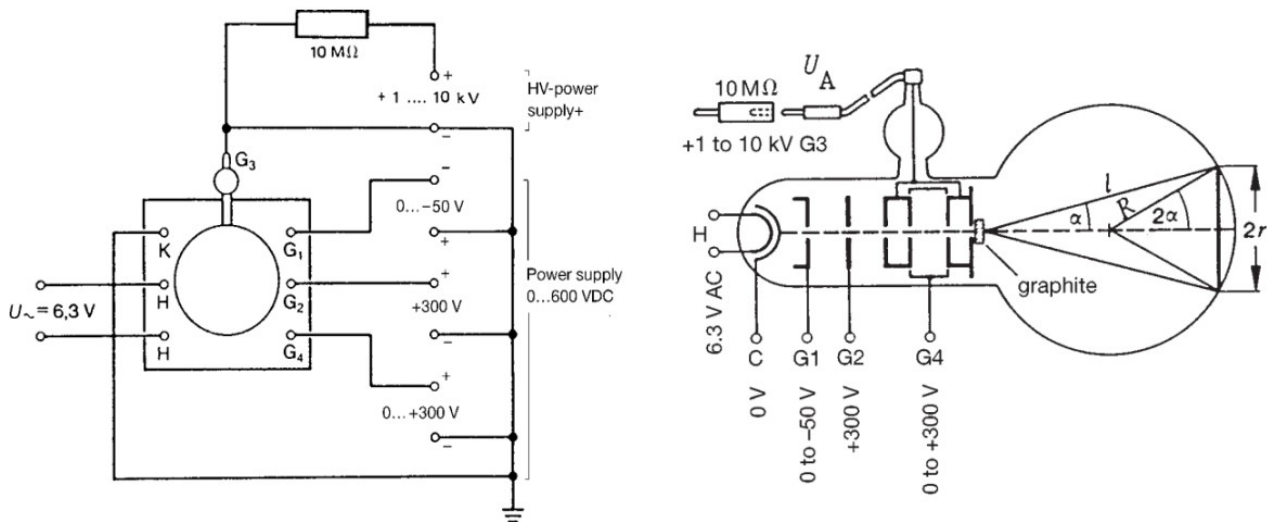 10 MΩ
+
+ 1 .... 10 kV
−
HV-power
supply+
G₃
−
0...−50 V
+
K
G₁
H
G₂
+
+300 V
−
U~ = 6,3 V
H
G₄
+
0...+300 V
−
Power supply
0...600 VDC
10 MΩ
U_A
+1 to 10 kV G3
H
6.3 V AC
l
α
R
2α
2r
graphite
C
G1
G2
G4
0 V
0 to −50 V
+300 V
0 to +300 V